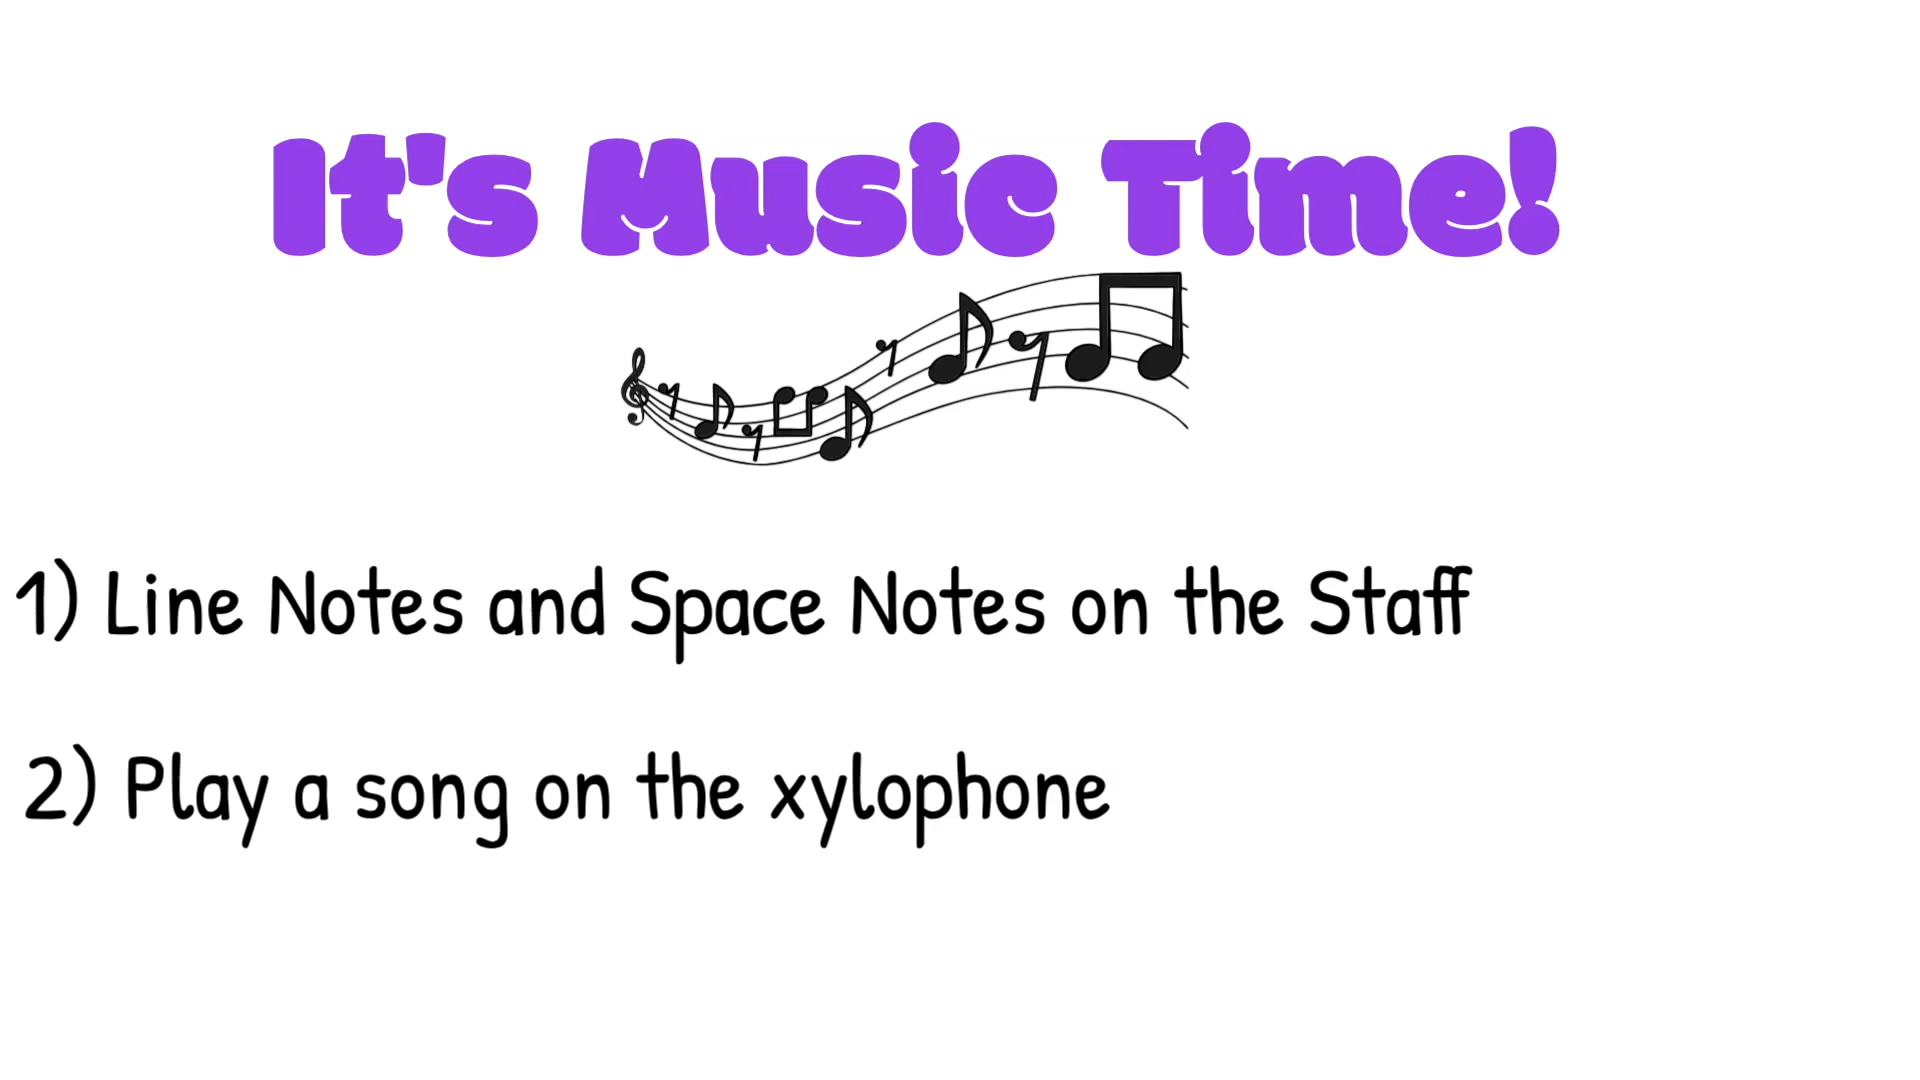 It's Music Time!
1) Line Notes and Space Notes on the Staff
2) Play a song on the xylophone